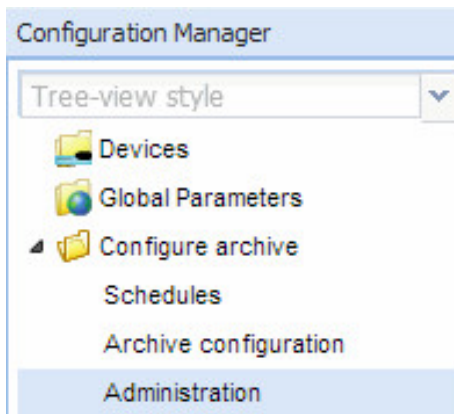 Configuration Manager
Tree-view style
Devices
Global Parameters
Configure archive
Schedules
Archive configuration
Administration